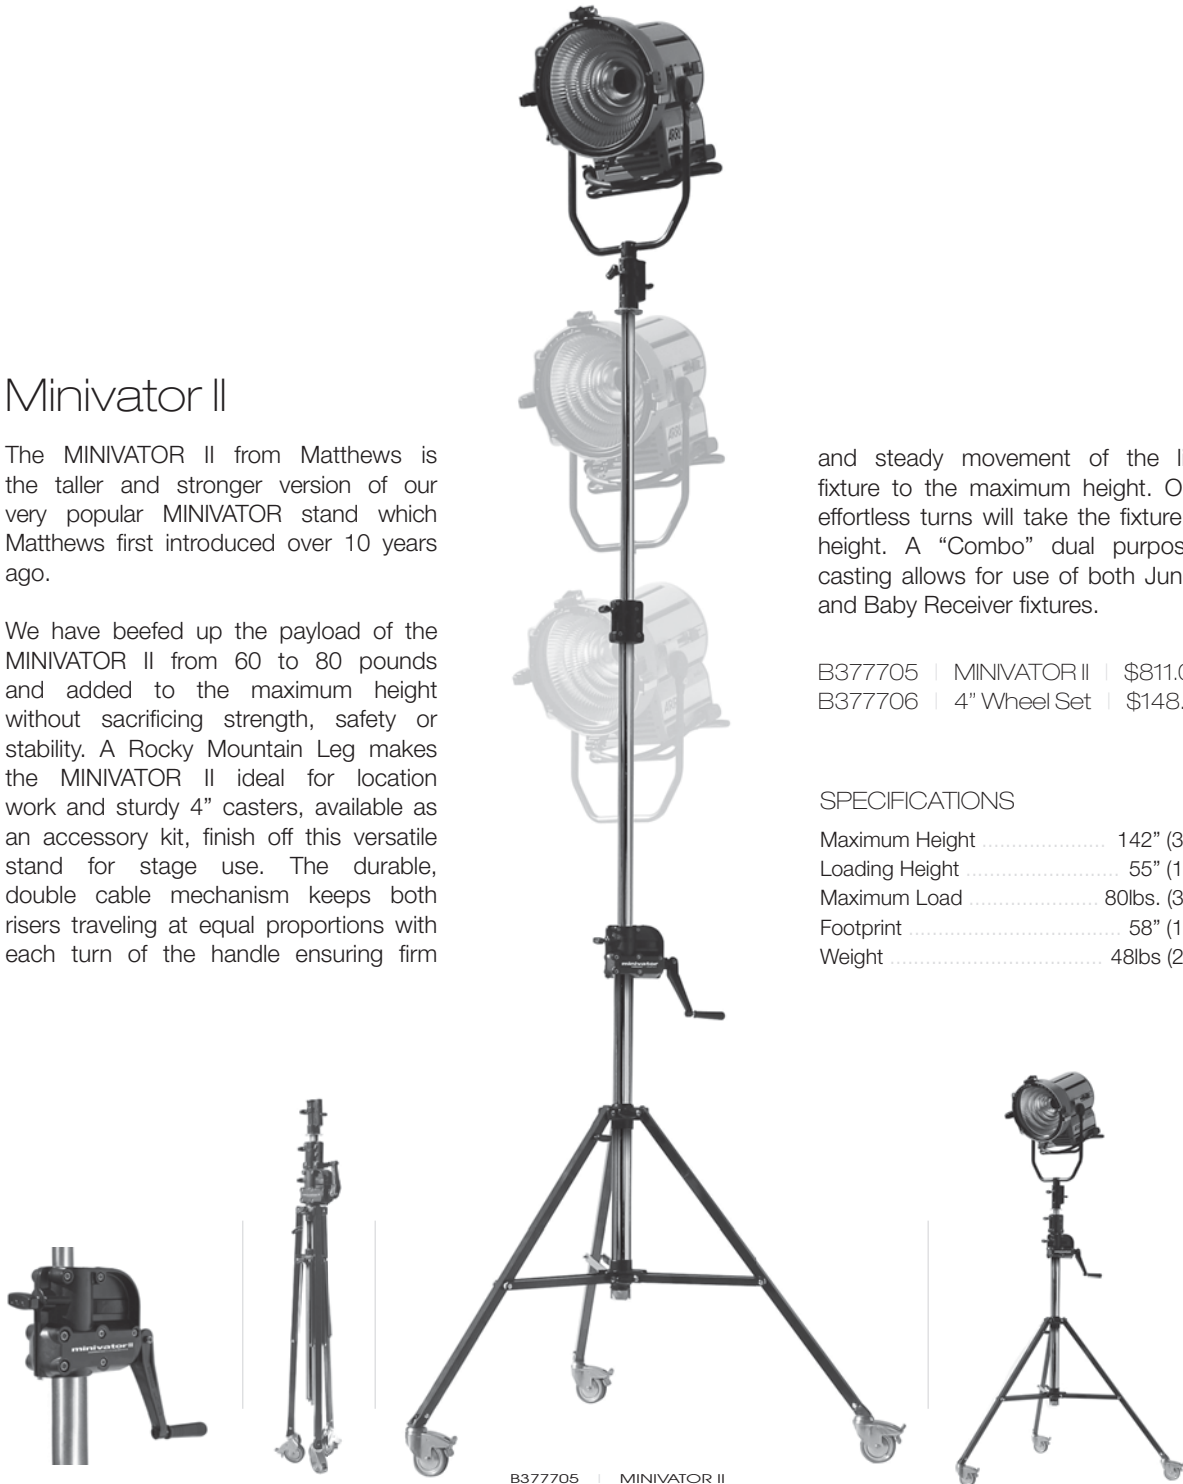 Minivator II
The MINIVATOR II from Matthews is
the taller and stronger version of our
very popular MINIVATOR stand which
Matthews first introduced over 10 years
ago.
We have beefed up the payload of the
MINIVATOR II from 60 to 80 pounds
and added to the maximum height
without sacrificing strength, safety or
stability. A Rocky Mountain Leg makes
the MINIVATOR II ideal for location
work and sturdy 4” casters, available as
an accessory kit, finish off this versatile
stand for stage use. The durable,
double cable mechanism keeps both
risers traveling at equal proportions with
each turn of the handle ensuring firm
and steady movement of the
fixture to the maximum height.
effortless turns will take the fixture
height. A “Combo” dual
casting allows for use of both
and Baby Receiver fixtures.
B377705 | MINIVATOR II |
B377706 | 4” Wheel Set |
SPECIFICATIONS
Maximum Height 142”
Loading Height 55”
Maximum Load 80lbs.
Footprint 58”
Weight 48lbs
ARRI
minivator II
minivator II
B377705 | MINIVATOR II